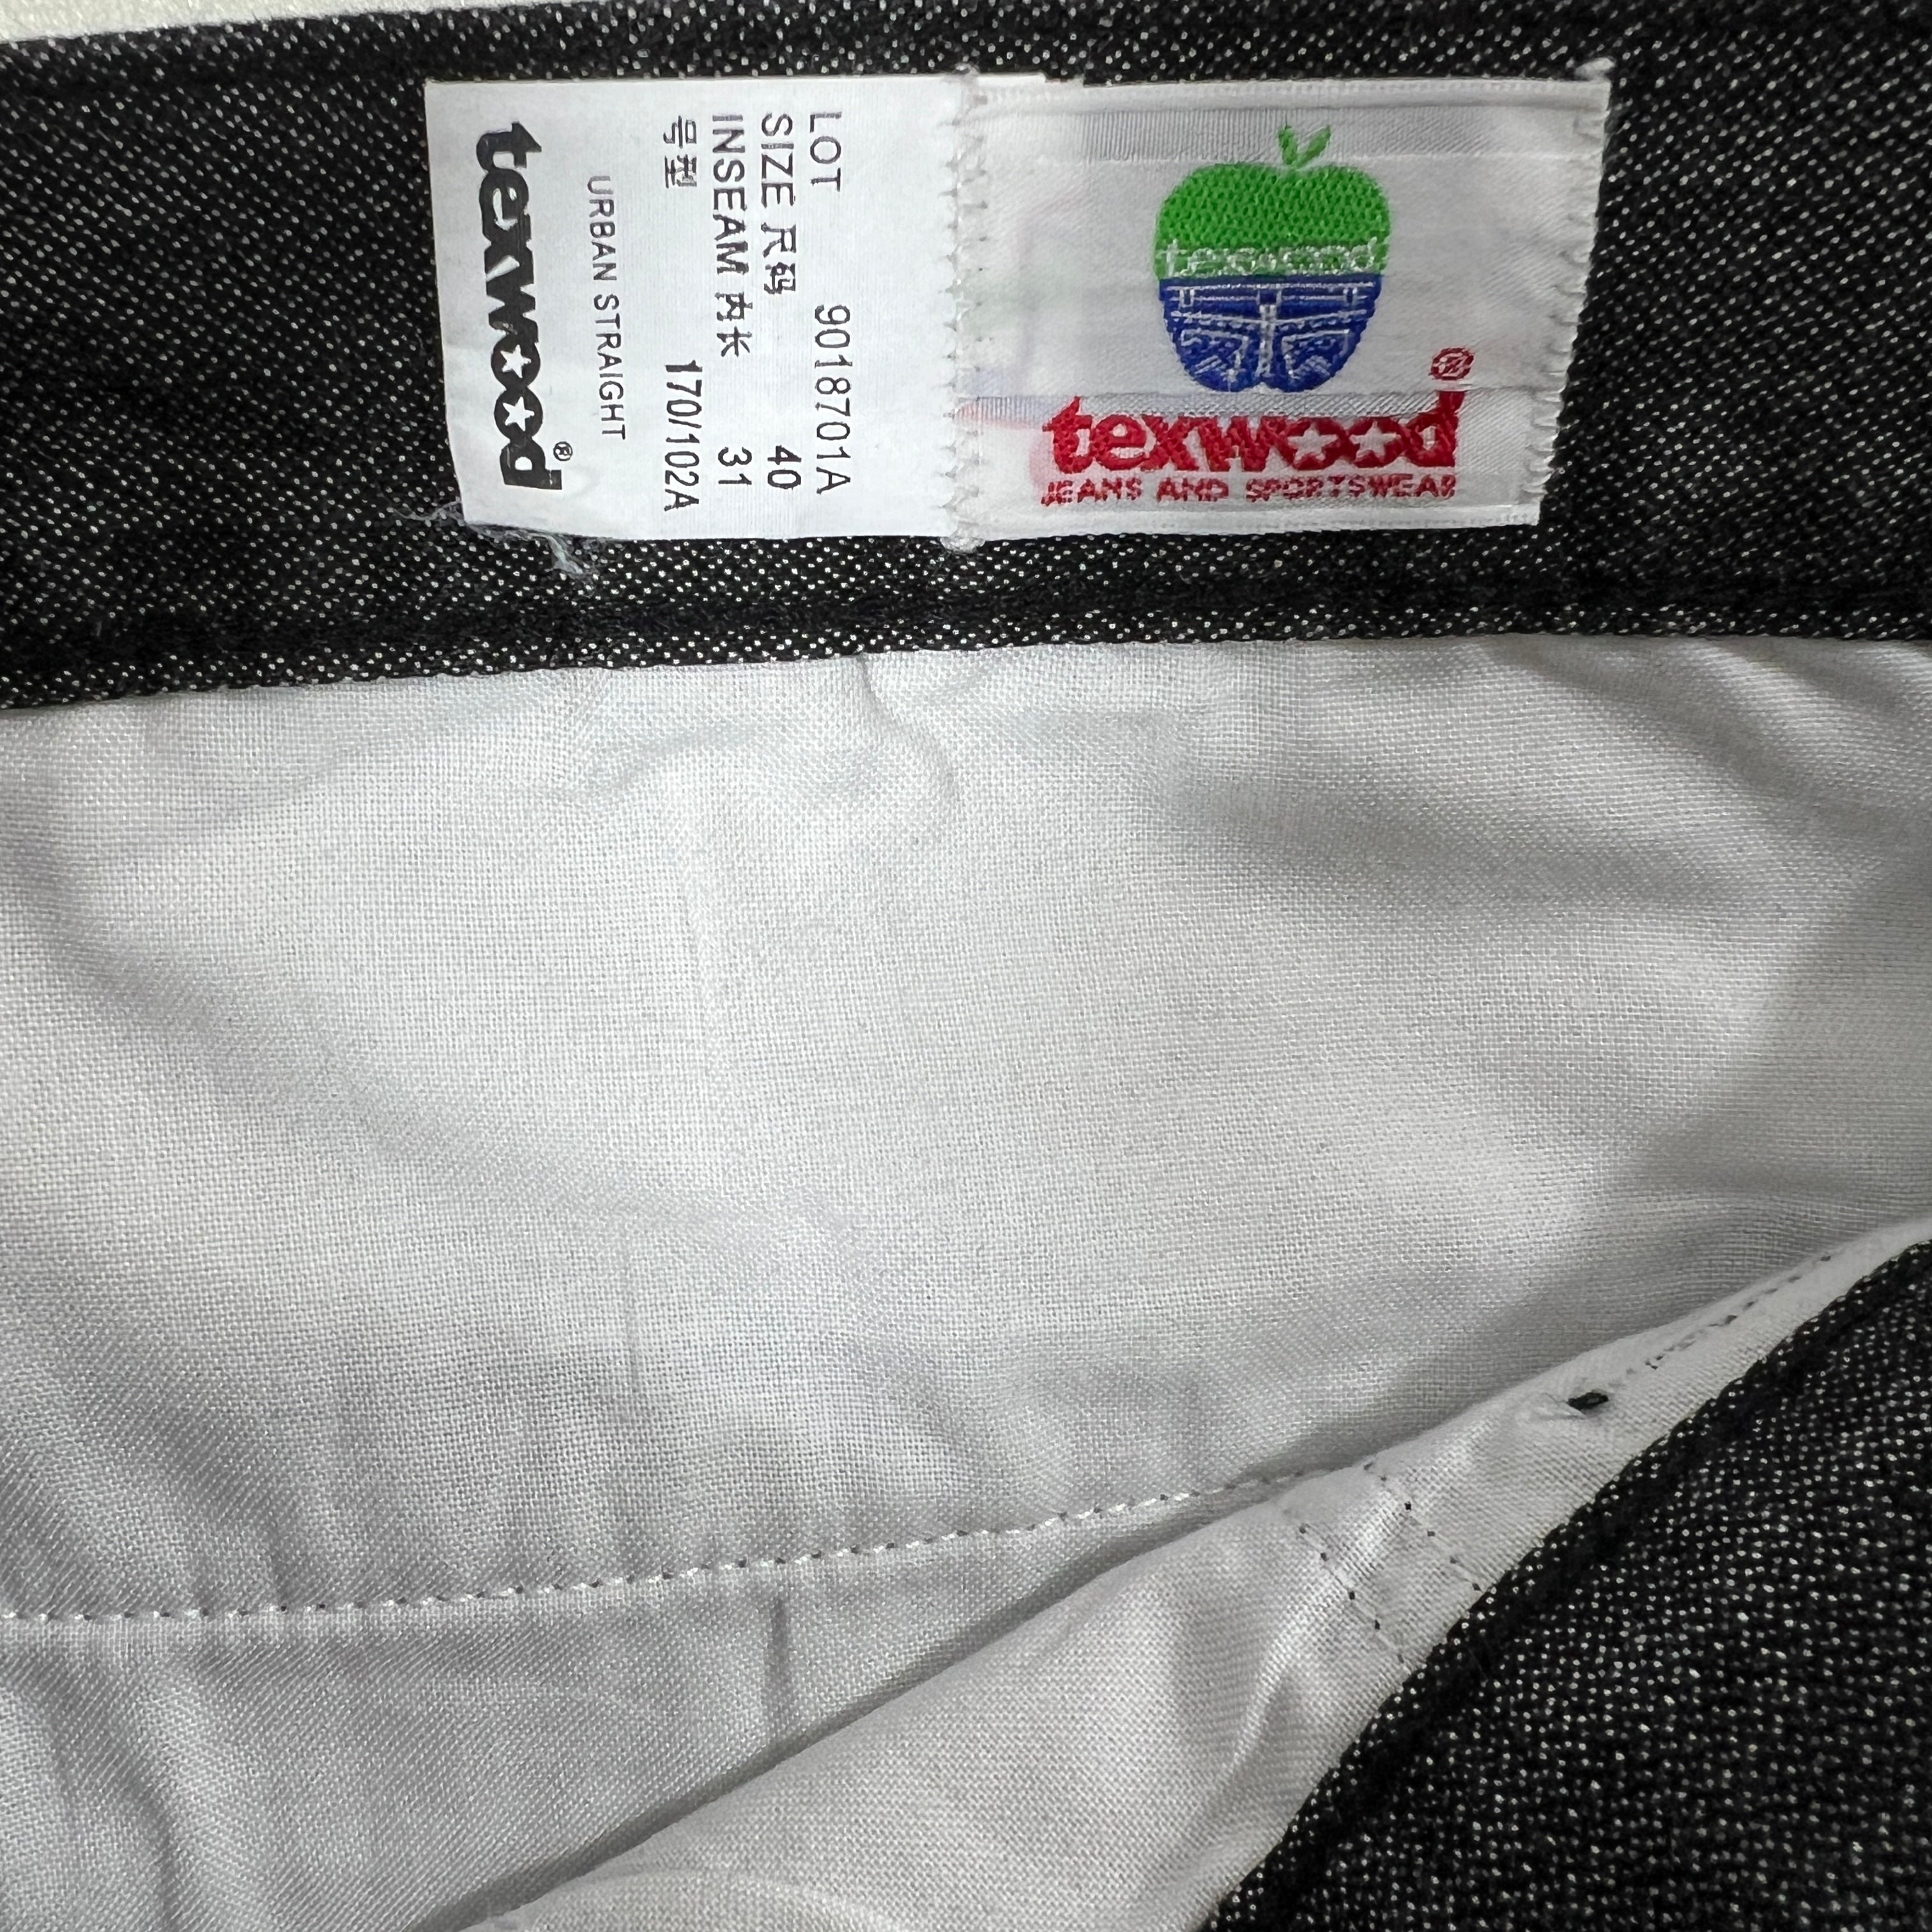 LOT 9018701A
SIZE 尺码 40
INSEAM 内长 31
号型 170/102A
URBAN STRAIGHT
texwood®
texwood
texwood®
JEANS AND SPORTSWEAR